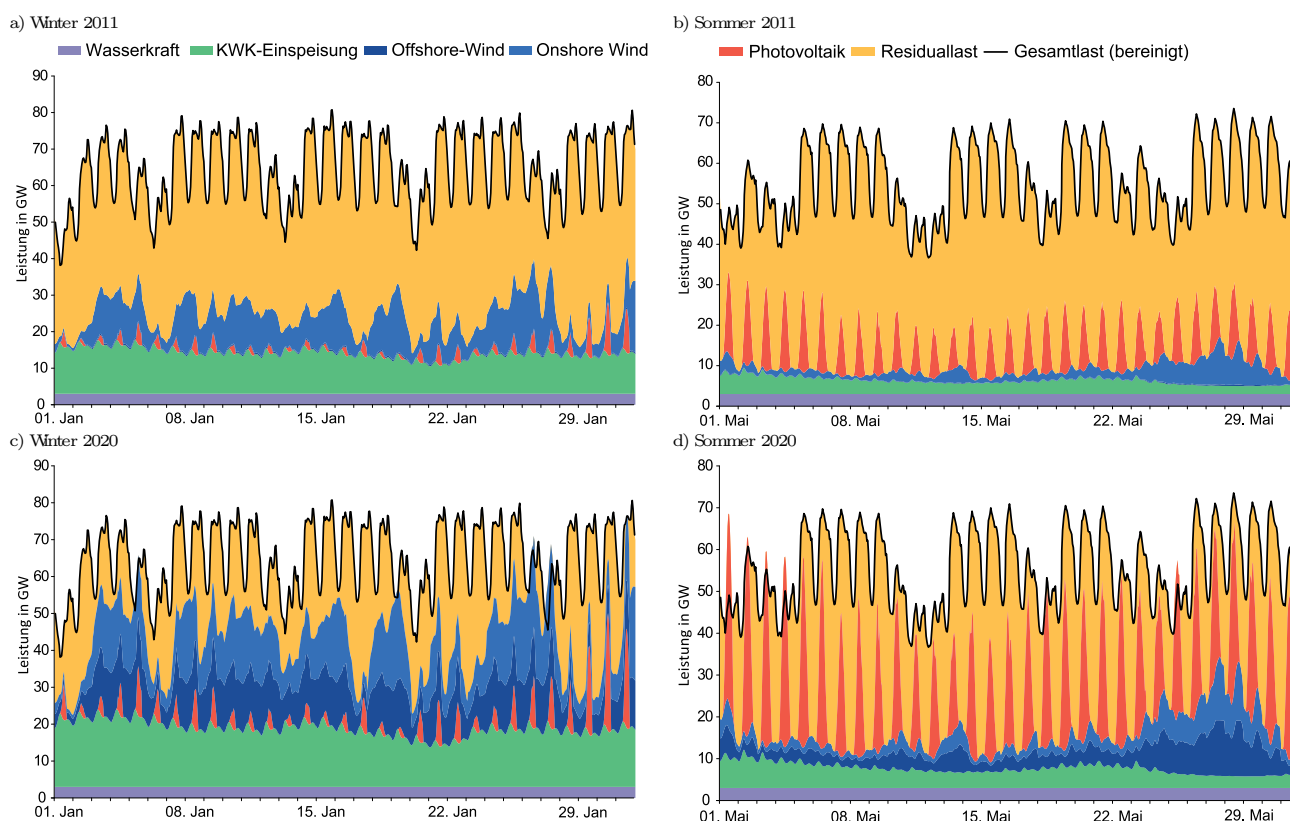 a) Winter 2011
Wasserkraft KWK-Einspeisung Offshore-Wind Onshore Wind
Leistung in GW
90
80
70
60
50
40
30
20
10
0
01. Jan 08. Jan 15. Jan 22. Jan 29. Jan
b) Sommer 2011
Photovoltaik Residuallast Gesamtlast (bereinigt)
Leistung in GW
80
70
60
50
40
30
20
10
0
01. Mai 08. Mai 15. Mai 22. Mai 29. Mai
c) Winter 2020
Leistung in GW
90
80
70
60
50
40
30
20
10
0
01. Jan 08. Jan 15. Jan 22. Jan 29. Jan
d) Sommer 2020
Leistung in GW
80
70
60
50
40
30
20
10
0
01. Mai 08. Mai 15. Mai 22. Mai 29. Mai